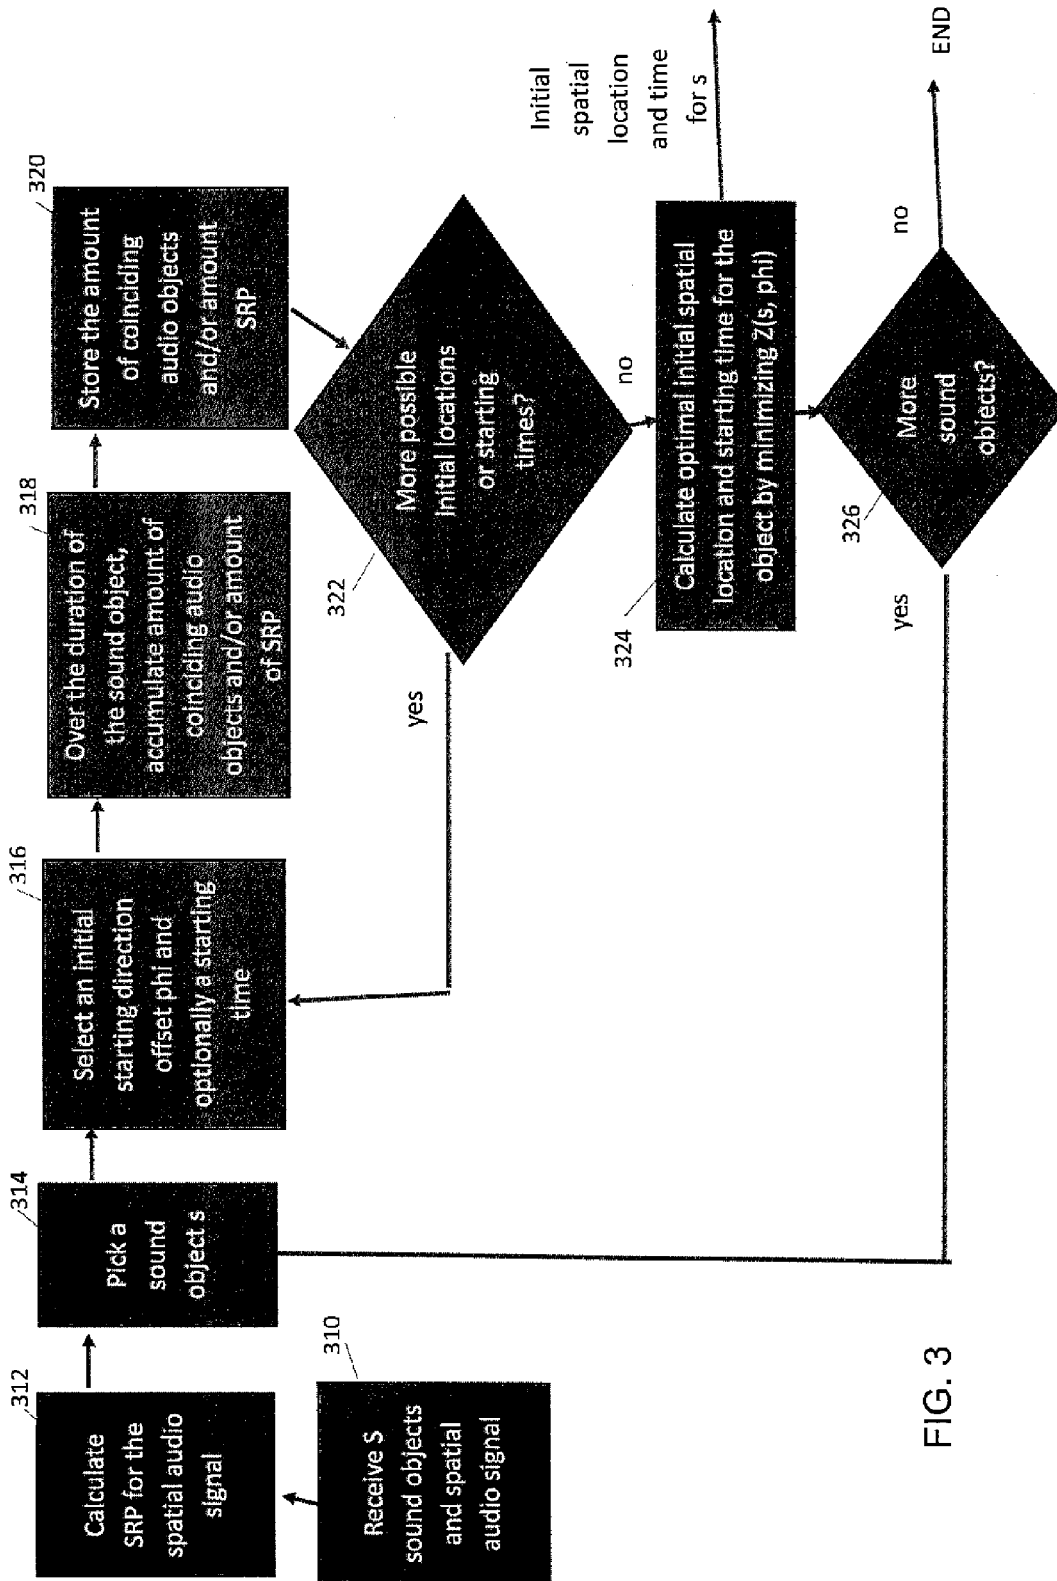 310
Receive S
sound objects
and spatial
audio signal
312
Calculate
SRP for the
spatial audio
signal
314
Pick a
sound
object s
316
Select an initial
starting direction
offset phi and
optionally a starting
time
318
Over the duration of
the sound object,
accumulate amount of
coinciding audio
objects and/or amount
of SRP
320
Store the amount
of coinciding
audio objects
and/or amount
SRP
322
More possible
Initial locations
or starting
times?
yes
no
324
Calculate optimal initial spatial
location and starting time for the
object by minimizing Z(s, phi)
Initial
spatial
location
and time
for s
326
More
sound
objects?
yes
no
END
FIG. 3